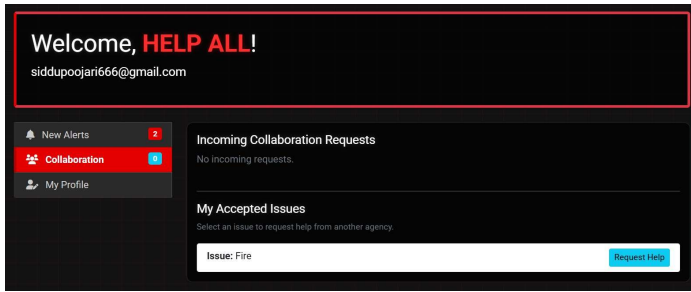 Welcome, HELP ALL!
siddupoojari666@gmail.com
New Alerts 2
Collaboration 0
My Profile
Incoming Collaboration Requests
No incoming requests.
My Accepted Issues
Select an issue to request help from another agency.
Issue: Fire
Request Help